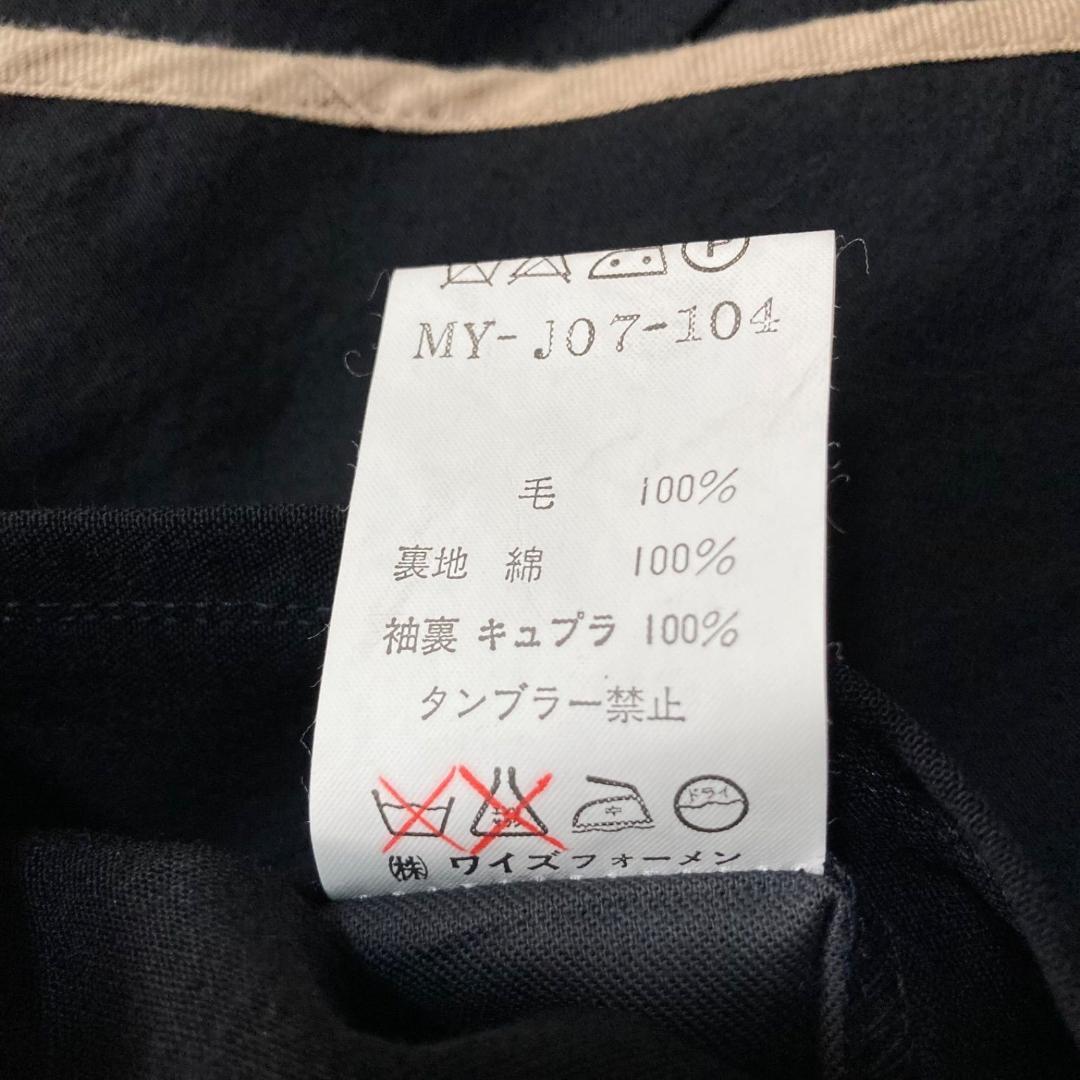 P
MY-J07-104
毛 100%
裏地 綿 100%
袖裏 キュプラ 100%
タンブラー禁止
中 ドライ
㈱ ワイズフォーメン